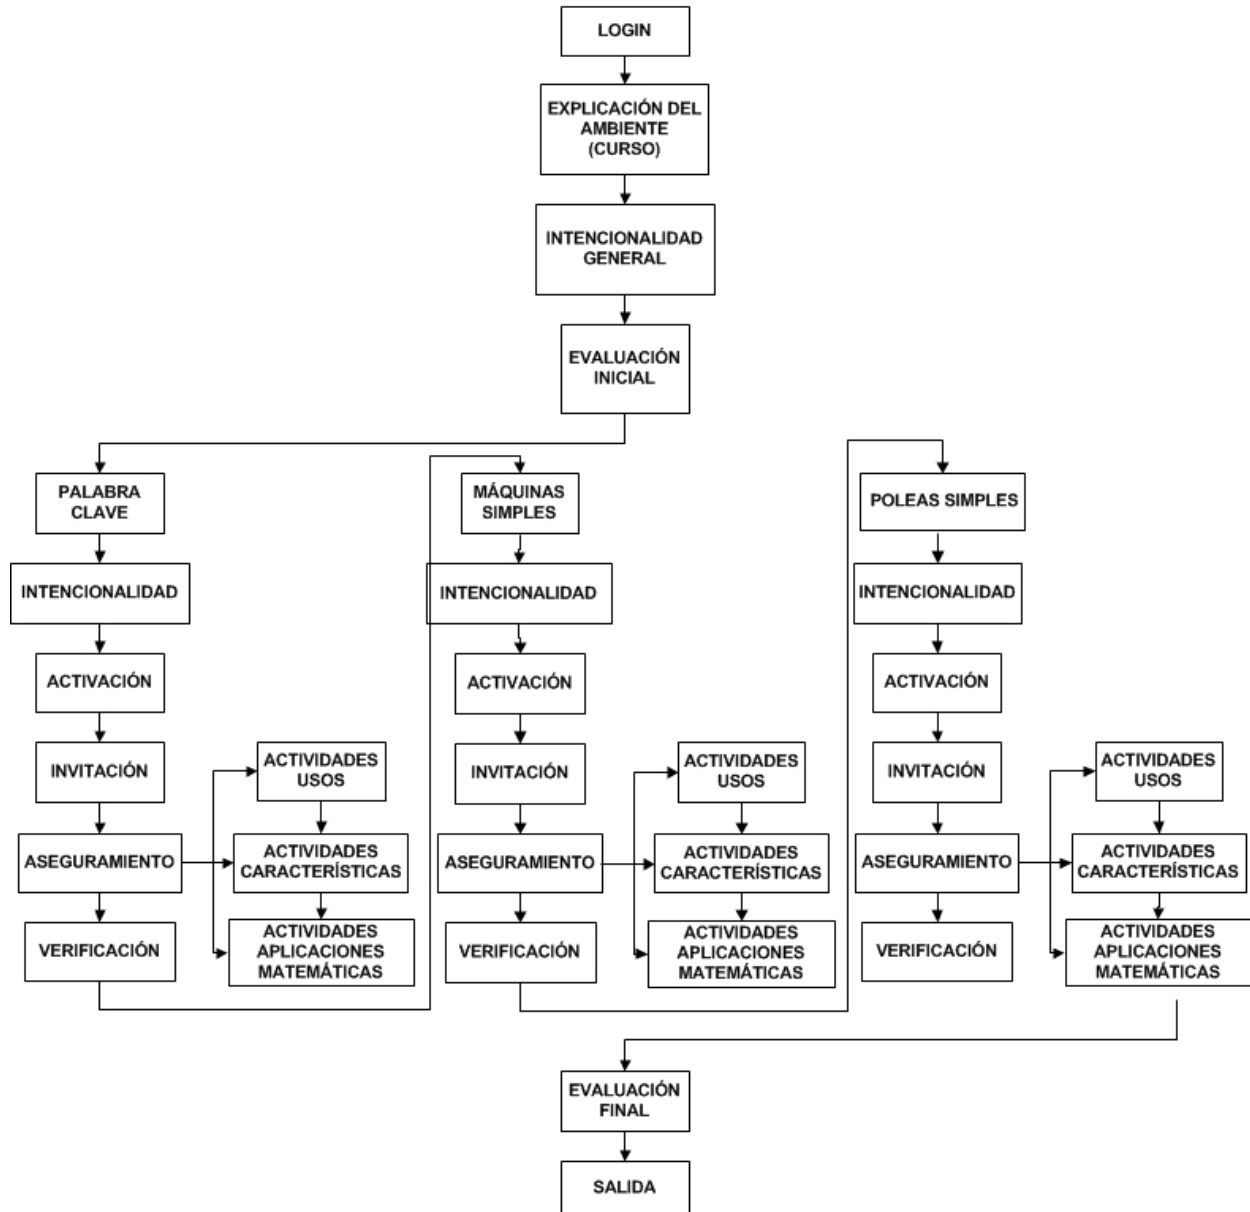 LOGIN
EXPLICACIÓN DEL
AMBIENTE
(CURSO)
INTENCIONALIDAD
GENERAL
EVALUACIÓN
INICIAL
PALABRA
CLAVE
INTENCIONALIDAD
ACTIVACIÓN
INVITACIÓN
ASEGURAMIENTO
VERIFICACIÓN
ACTIVIDADES
USOS
ACTIVIDADES
CARACTERÍSTICAS
ACTIVIDADES
APLICACIONES
MATEMÁTICAS
MÁQUINAS
SIMPLES
INTENCIONALIDAD
ACTIVACIÓN
INVITACIÓN
ASEGURAMIENTO
VERIFICACIÓN
ACTIVIDADES
USOS
ACTIVIDADES
CARACTERÍSTICAS
ACTIVIDADES
APLICACIONES
MATEMÁTICAS
POLEAS SIMPLES
INTENCIONALIDAD
ACTIVACIÓN
INVITACIÓN
ASEGURAMIENTO
VERIFICACIÓN
ACTIVIDADES
USOS
ACTIVIDADES
CARACTERÍSTICAS
ACTIVIDADES
APLICACIONES
MATEMÁTICAS
EVALUACIÓN
FINAL
SALIDA